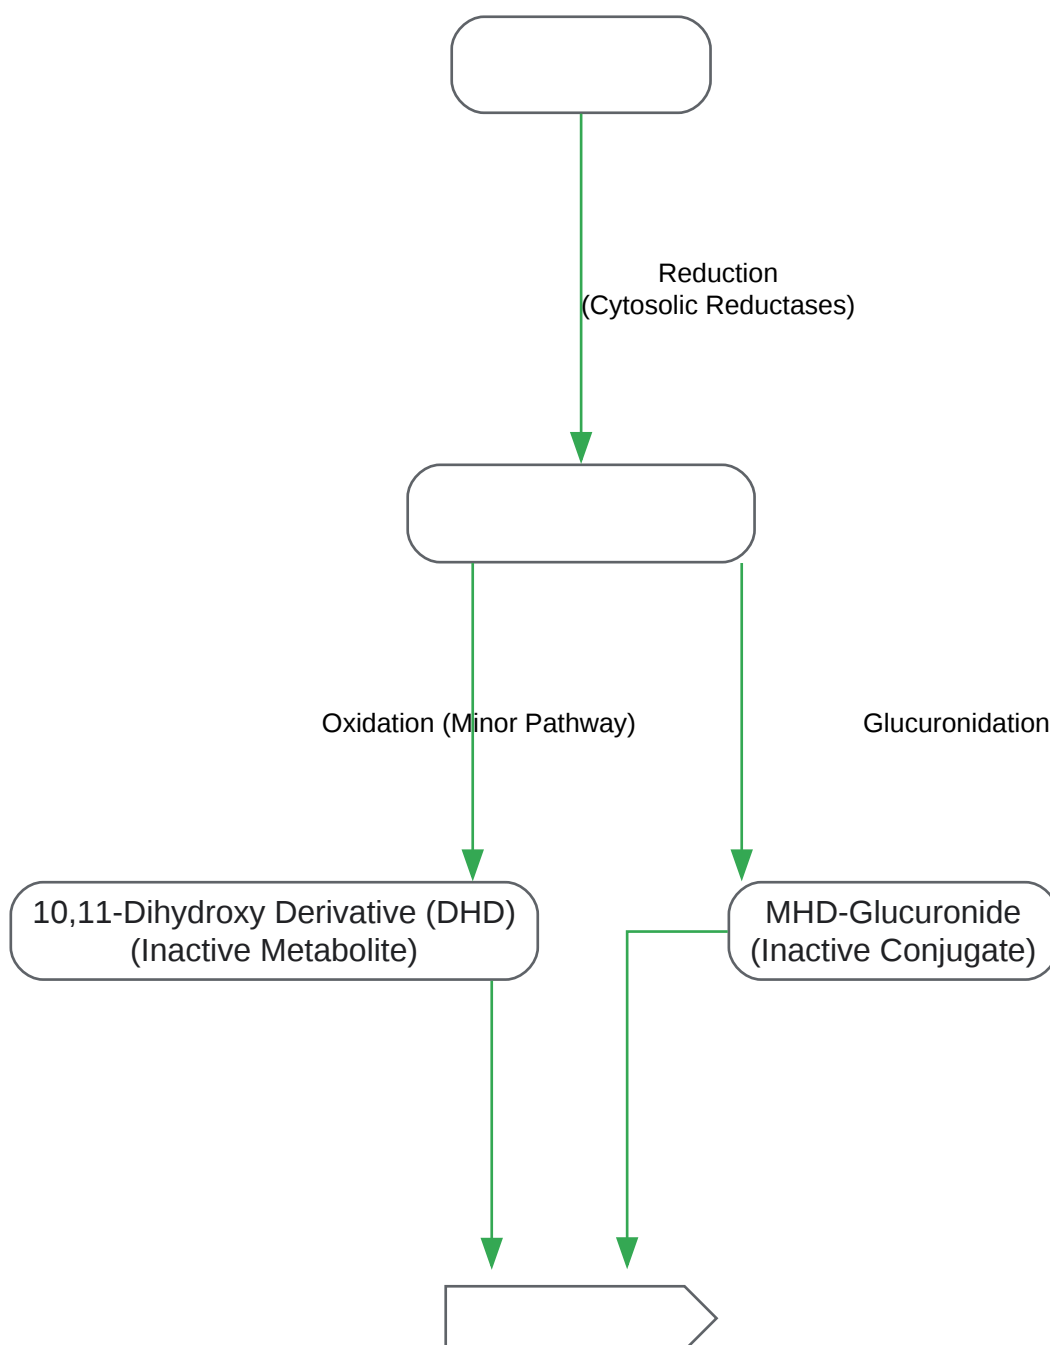 Reduction
(Cytosolic Reductases)
Oxidation (Minor Pathway)
Glucuronidation
10,11-Dihydroxy Derivative (DHD)
(Inactive Metabolite)
MHD-Glucuronide
(Inactive Conjugate)